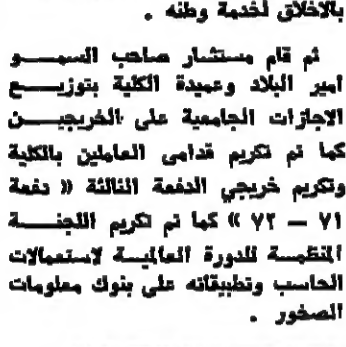 بالاخلاق لخدمة وطنه .
ثم قام مستشار صاحب السمو
امير البلاد وعميدة الكلية بتوزيع
الاجازات الجامعية على الخريجين
كما تم تكريم قدامى العاملين بالكلية
وتكريم خريجي الدفعة الثالثة « دفعة
٧١ — ٧٢ » كما تم تكريم اللجنة
المنظمة للدورة العالمية لاستعمالات
الحاسب وتطبيقاته على بنوك معلومات
الصخور .